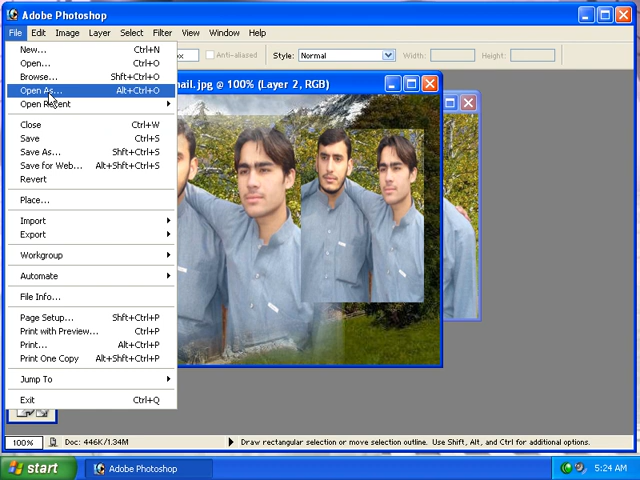 Adobe Photoshop
File Edit Image Layer Select Filter View Window Help
px Anti-aliased Style: Normal Width: Height:
New... Ctrl+N
Open... Ctrl+O
Browse... Shft+Ctrl+O
Open As... Alt+Ctrl+O
Open Recent
Close Ctrl+W
Save Ctrl+S
Save As... Shft+Ctrl+S
Save for Web... Alt+Shft+Ctrl+S
Revert
Place...
Import
Export
Workgroup
Automate
File Info...
Page Setup... Shft+Ctrl+P
Print with Preview... Ctrl+P
Print... Alt+Ctrl+P
Print One Copy Alt+Shft+Ctrl+P
Jump To
Exit Ctrl+Q
ail.jpg @ 100% (Layer 2, RGB)
100% Doc: 446K/1.34M Draw rectangular selection or move selection outline. Use Shift, Alt, and Ctrl for additional options.
start Adobe Photoshop 5:24 AM